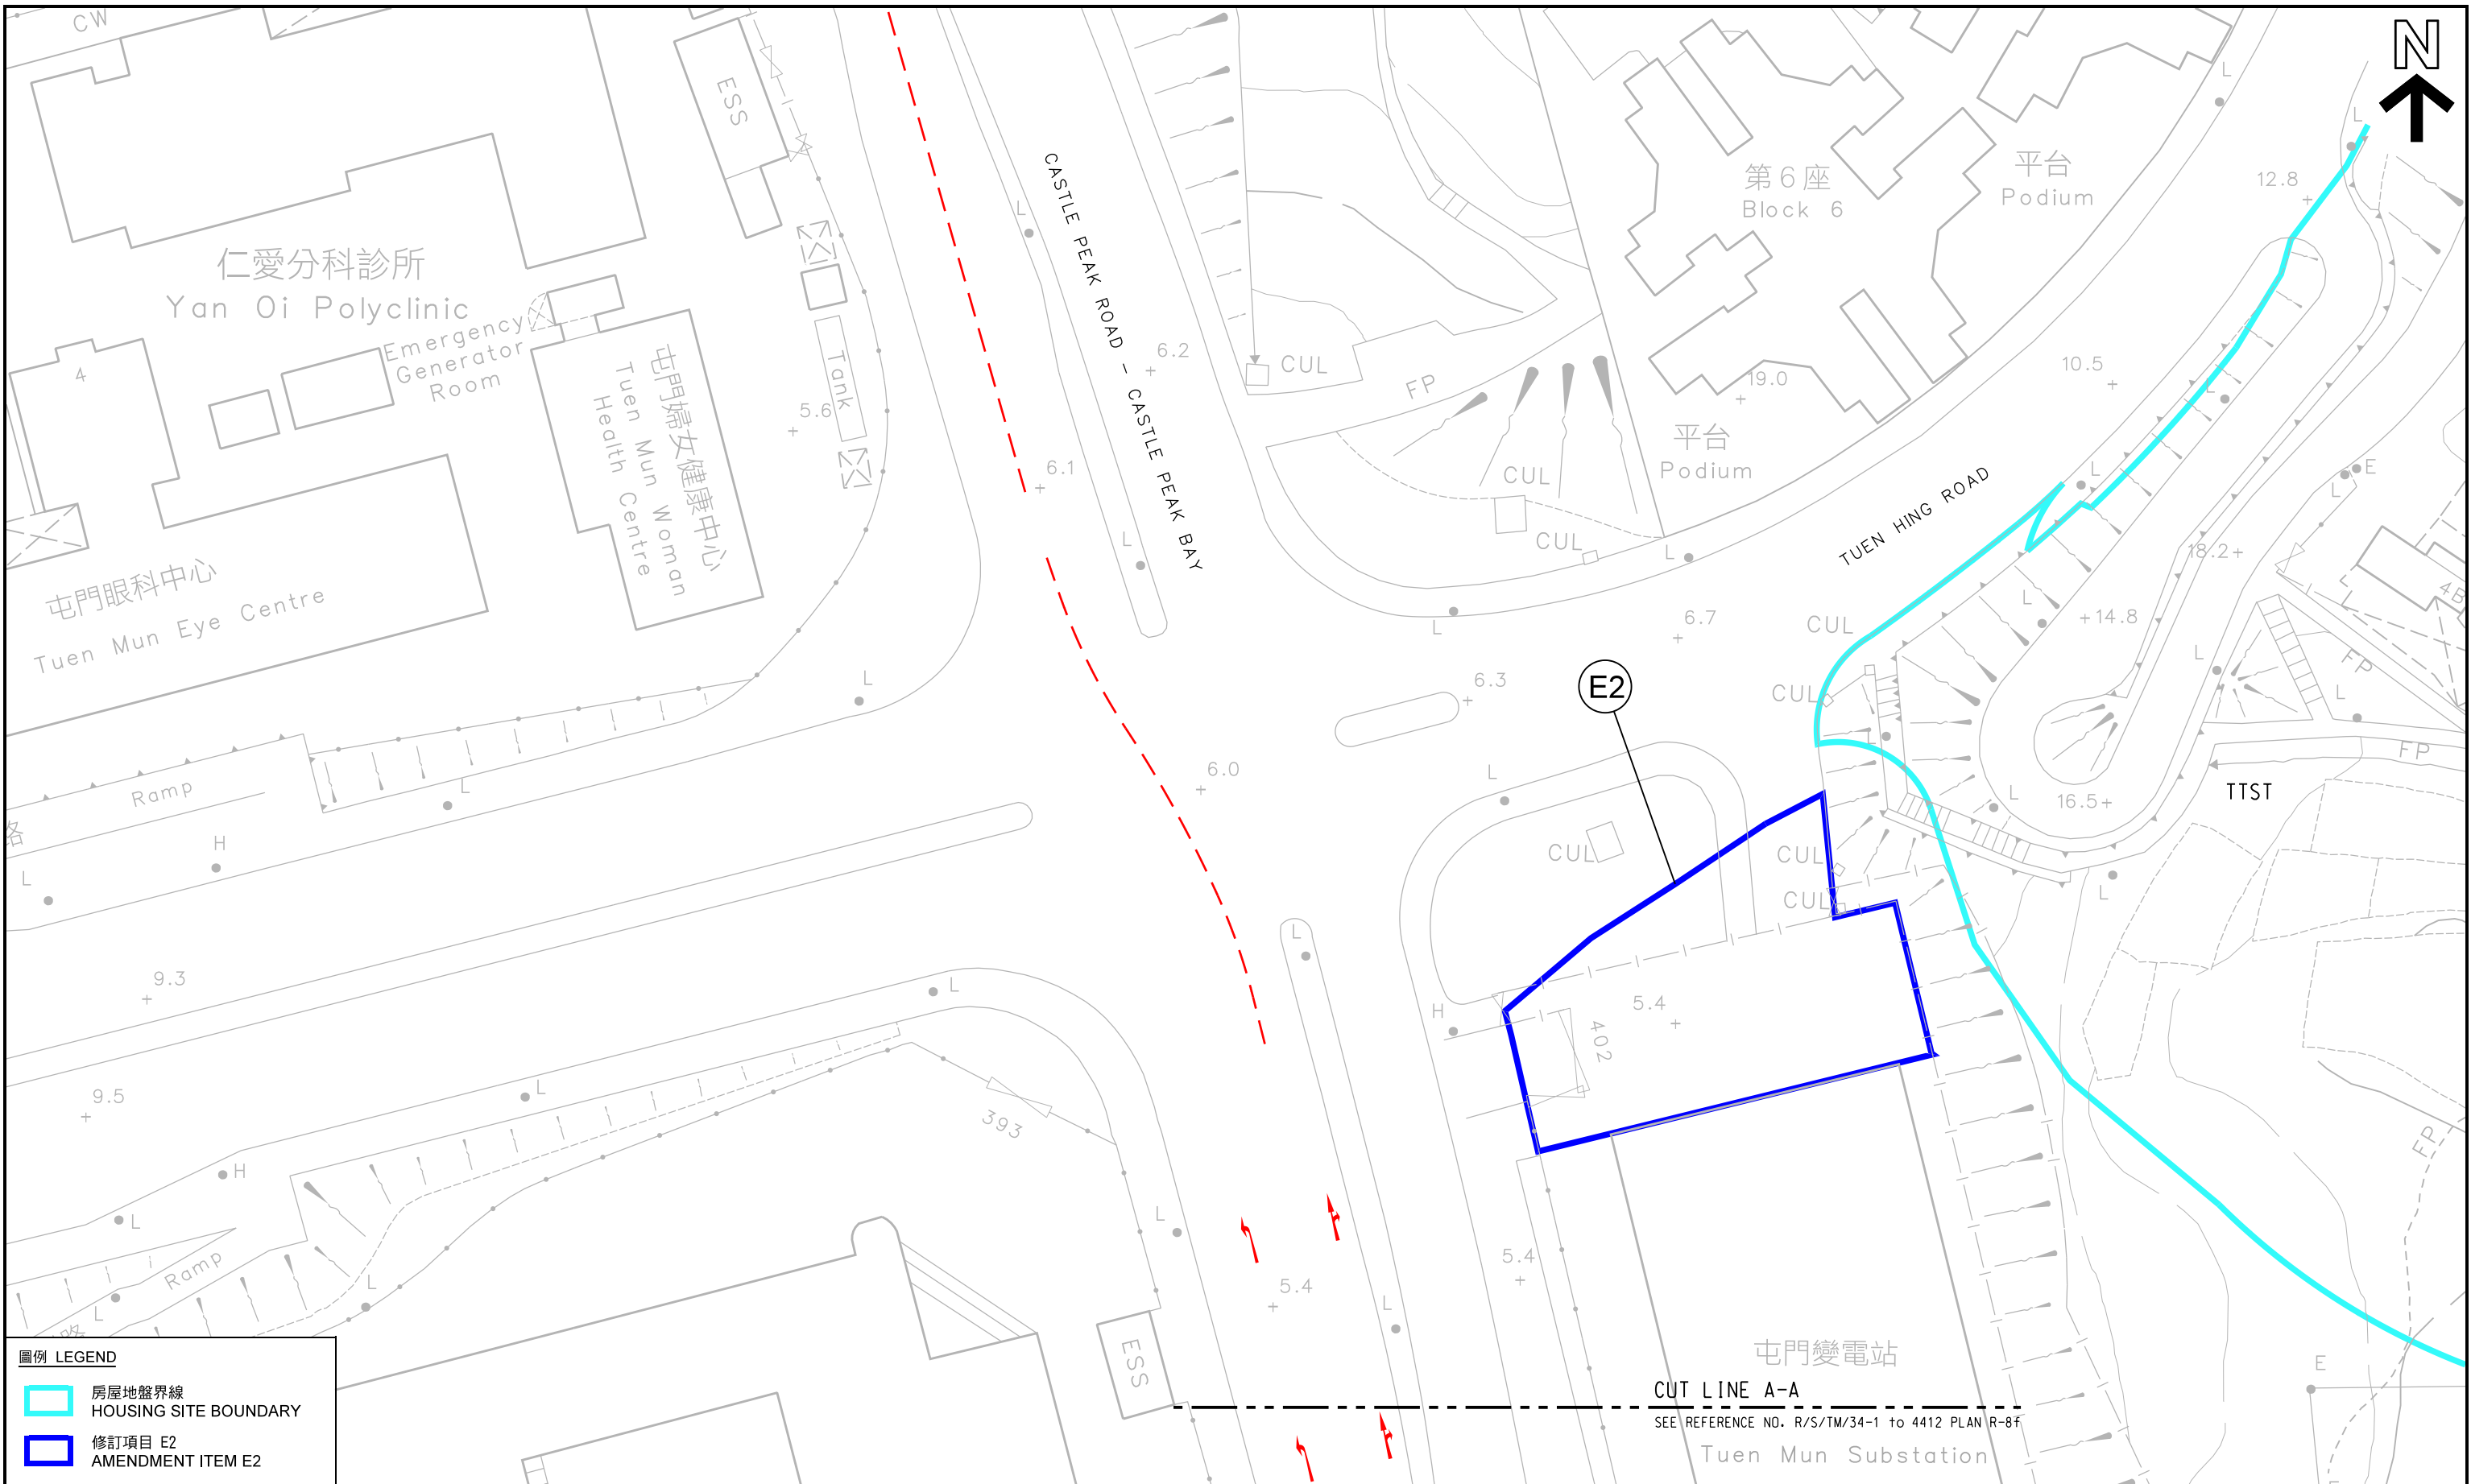 CW
N
ESS
L
L
12.8
第6座
Block 6
平台
Podium
CASTLE PEAK ROAD - CASTLE PEAK BAY
L
仁愛分科診所
Yan Oi Polyclinic
Emergency
Generator
Room
4
屯門婦女健康中心
Tuen Mun Woman
Health Centre
Tank
5.6
6.2
CUL
FP
19.0
10.5
L
平台
Podium
6.1
CUL
CUL
L
L
TUEN HING ROAD
L
L
E
18.2
4B
屯門眼科中心
Tuen Mun Eye Centre
L
L
6.7
CUL
L
14.8
FP
L
L
6.3
E2
CUL
L
FP
Ramp
L
L
H
路
L
6.0
L
CUL
CUL
CUL
L
16.5
TTST
L
9.3
L
L
H
5.4
402
9.5
L
393
H
L
L
FP
Ramp
L
L
路
5.4
5.4
L
ESS
屯門變電站
E
CUT LINE A-A
SEE REFERENCE NO. R/S/TM/34-1 to 4412 PLAN R-8f
Tuen Mun Substation
圖例 LEGEND
房屋地盤界線
HOUSING SITE BOUNDARY
修訂項目 E2
AMENDMENT ITEM E2